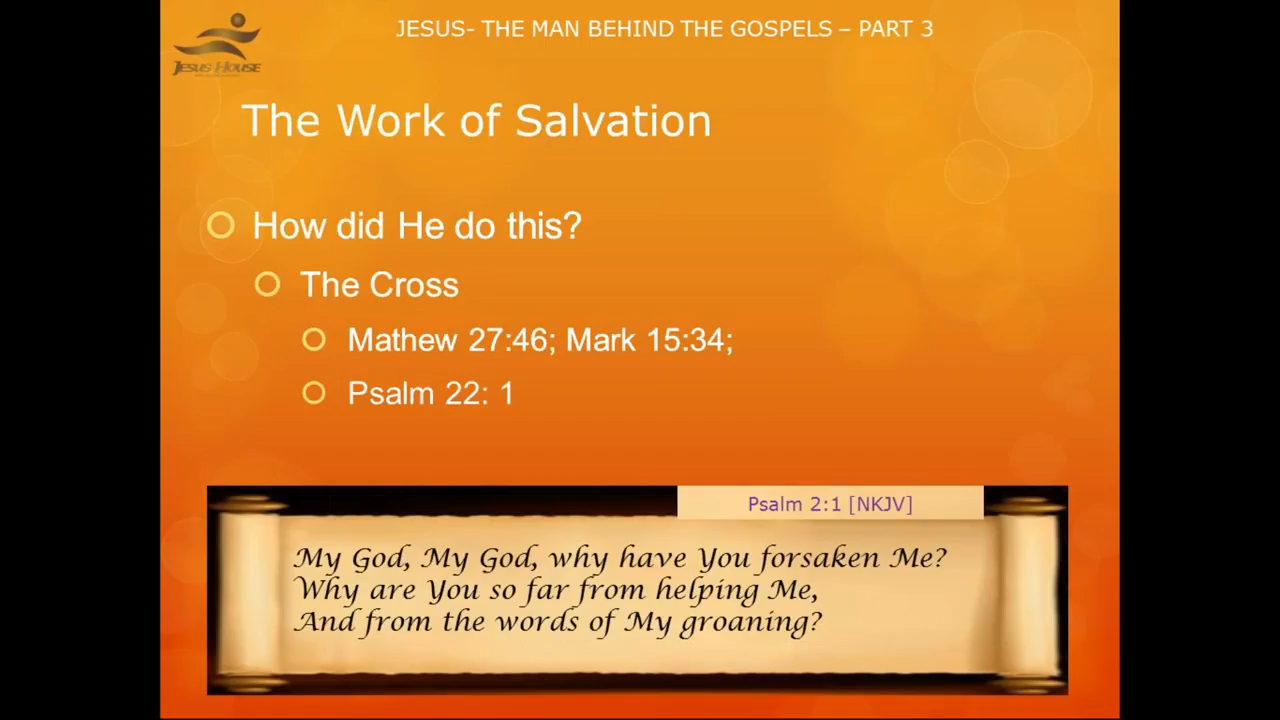 JESUS- THE MAN BEHIND THE GOSPELS – PART 3
JESUS HOUSE
The Work of Salvation
How did He do this?
The Cross
Mathew 27:46; Mark 15:34;
Psalm 22: 1
Psalm 2:1 [NKJV]
My God, My God, why have You forsaken Me?
Why are You so far from helping Me,
And from the words of My groaning?